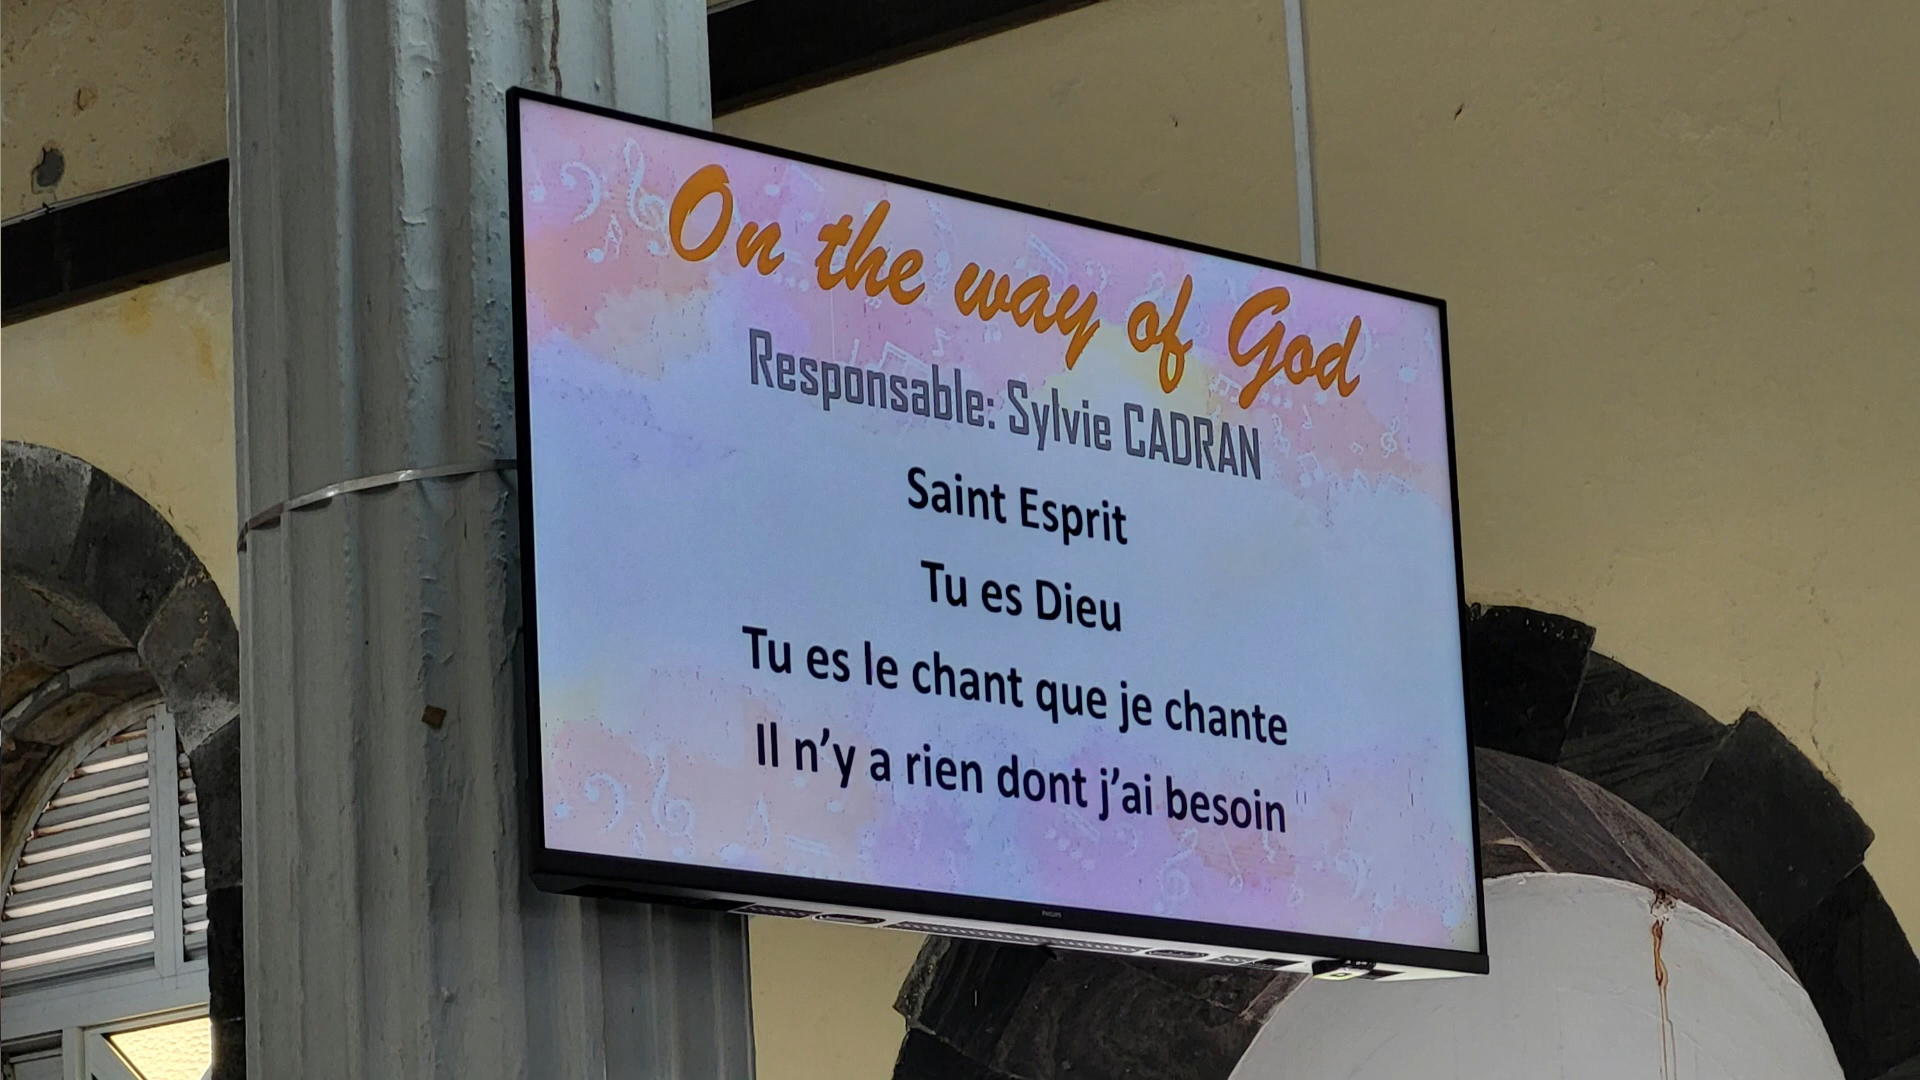 On the way of God
Responsable: Sylvie CADRAN
Saint Esprit
Tu es Dieu
Tu es le chant que je chante
Il n'y a rien dont j'ai besoin
PHILIPS